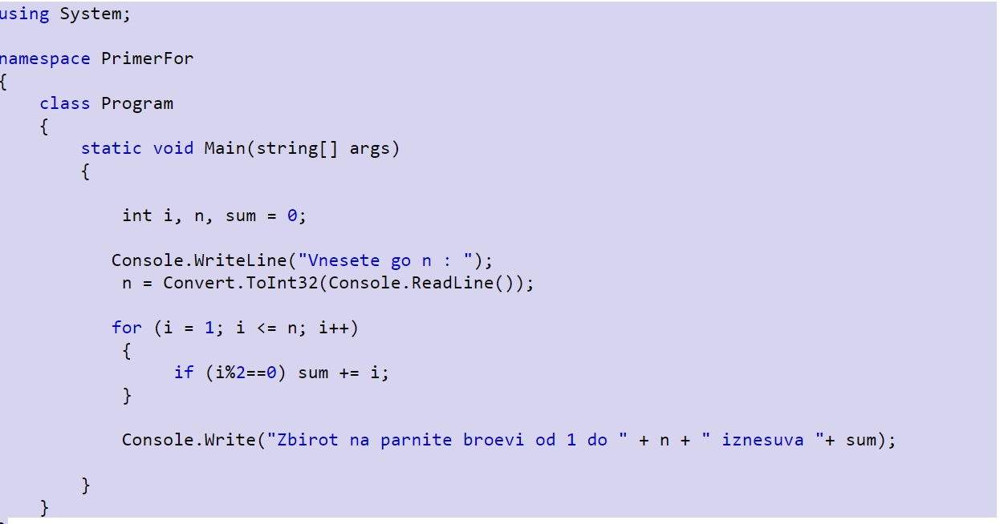 using System;
namespace PrimerFor
{
class Program
{
static void Main(string[] args)
{
int i, n, sum = 0;
Console.WriteLine("Vnesete go n : ");
n = Convert.ToInt32(Console.ReadLine());
for (i = 1; i <= n; i++)
{
if (i%2==0) sum += i;
}
Console.Write("Zbirot na parnite broevi od 1 do " + n + " iznesuva "+ sum);
}
}